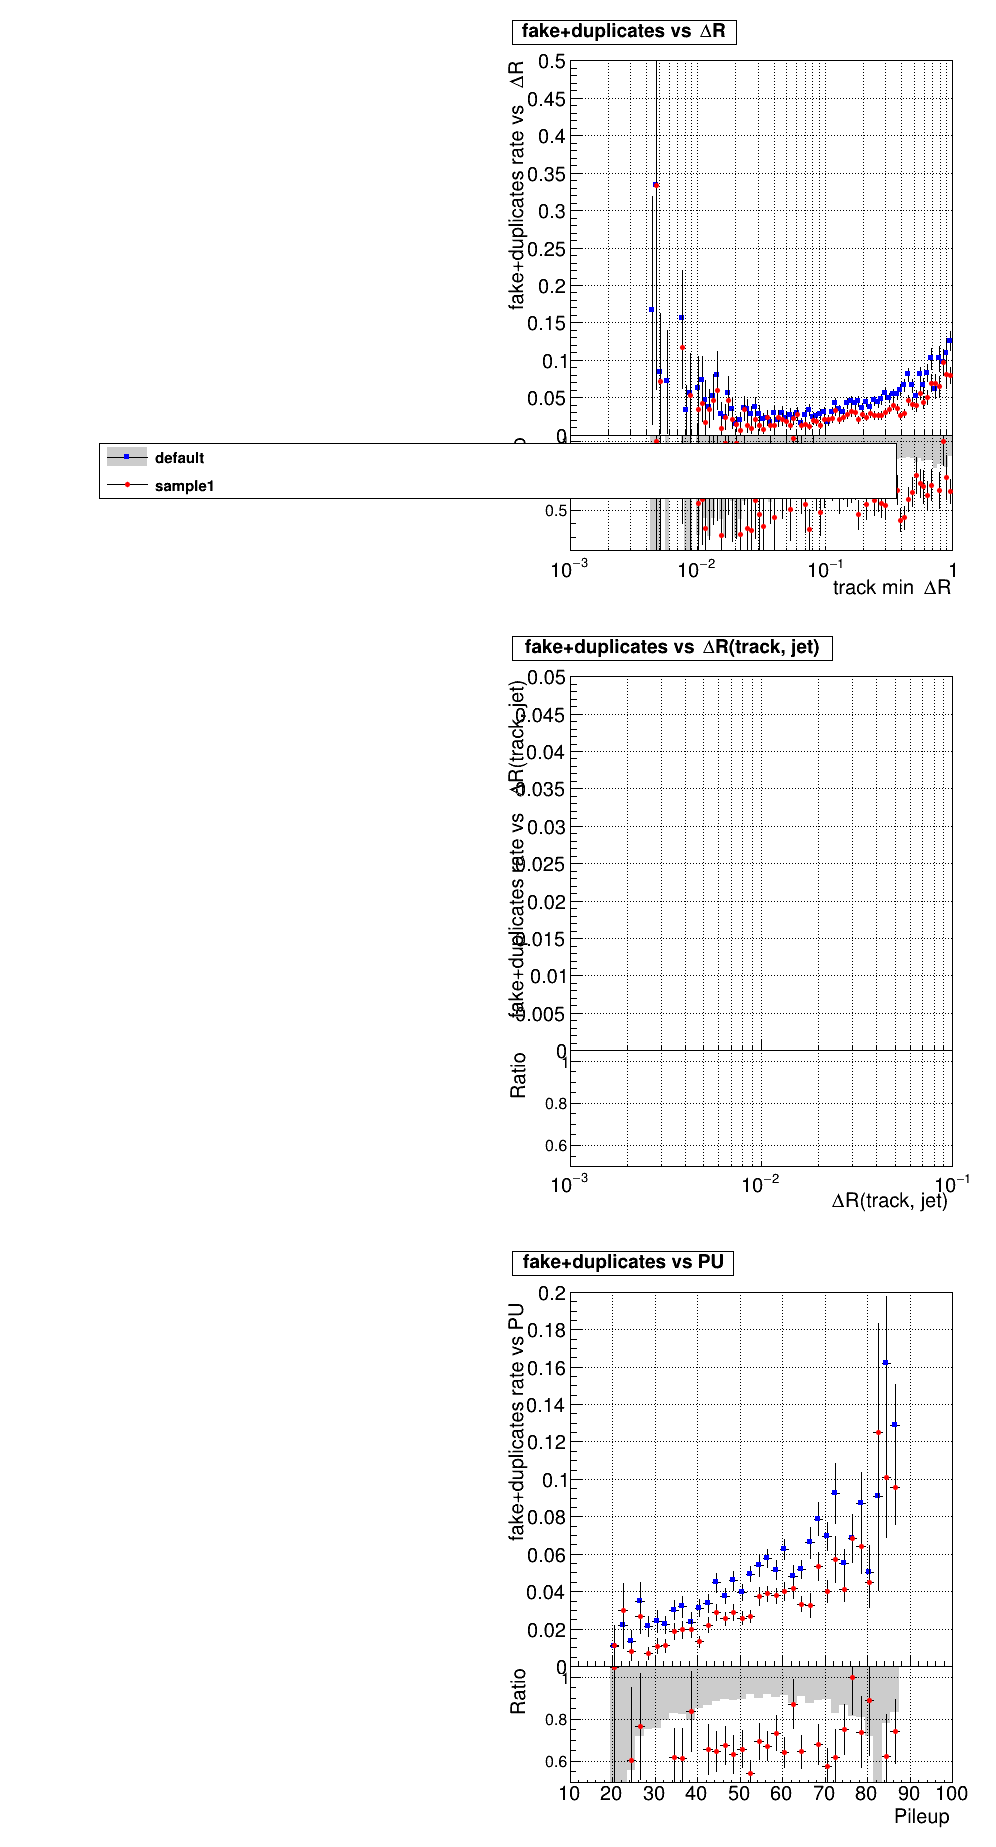 fake+duplicates vs ΔR
fake+duplicates rate vs ΔR
0.5
0.45
0.4
0.35
0.3
0.25
0.2
0.15
0.1
0.05
0
default
sample1
0.5
10⁻³ 10⁻² 10⁻¹ 1
track min ΔR
fake+duplicates vs ΔR(track, jet)
fake+duplicates rate vs ΔR(track, jet)
0.05
0.045
0.04
0.035
0.03
0.025
0.02
0.015
0.01
0.005
0
Ratio
1
0.8
0.6
10⁻³ 10⁻² 10⁻¹
ΔR(track, jet)
fake+duplicates vs PU
fake+duplicates rate vs PU
0.2
0.18
0.16
0.14
0.12
0.1
0.08
0.06
0.04
0.02
0
Ratio
1
0.8
0.6
10 20 30 40 50 60 70 80 90 100
Pileup